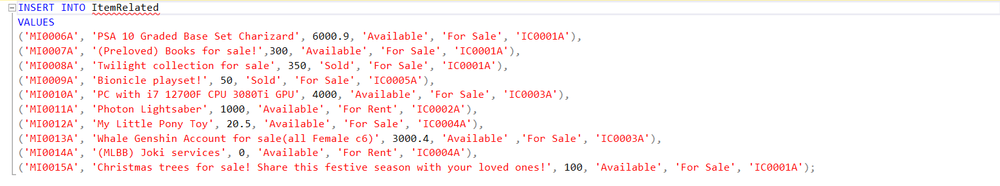 INSERT INTO ItemRelated
VALUES
('MI0006A', 'PSA 10 Graded Base Set Charizard', 6000.9, 'Available', 'For Sale', 'IC0001A'),
('MI0007A', '(Preloved) Books for sale!',300, 'Available', 'For Sale', 'IC0001A'),
('MI0008A', 'Twilight collection for sale', 350, 'Sold', 'For Sale', 'IC0001A'),
('MI0009A', 'Bionicle playset!', 50, 'Sold', 'For Sale', 'IC0005A'),
('MI0010A', 'PC with i7 12700F CPU 3080Ti GPU', 4000, 'Available', 'For Sale', 'IC0003A'),
('MI0011A', 'Photon Lightsaber', 1000, 'Available', 'For Rent', 'IC0002A'),
('MI0012A', 'My Little Pony Toy', 20.5, 'Available', 'For Sale', 'IC0004A'),
('MI0013A', 'Whale Genshin Account for sale(all Female c6)', 3000.4, 'Available' ,'For Sale', 'IC0003A'),
('MI0014A', '(MLBB) Joki services', 0, 'Available', 'For Rent', 'IC0004A'),
('MI0015A', 'Christmas trees for sale! Share this festive season with your loved ones!', 100, 'Available', 'For Sale', 'IC0001A');